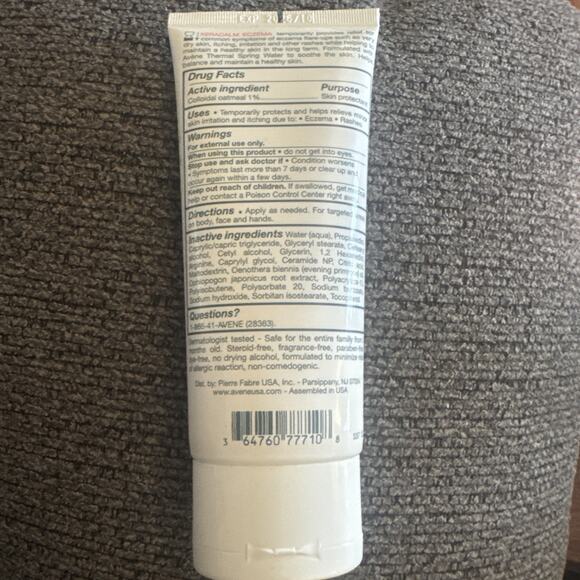 EXP 2026/10
XERACALM ECZEMA temporarily provides relief for
common symptoms of eczema flare-ups such as very
dry skin, itching, irritation and other rashes while helping to
maintain a healthy skin in the long term. Formulated with
Avène Thermal Spring Water to soothe the skin. Helps
balance and maintain a healthy skin.
Drug Facts
Active ingredient Purpose
Colloidal oatmeal 1% Skin protectant
Uses • Temporarily protects and helps relieve minor
skin irritation and itching due to: • Eczema • Rashes
Warnings
For external use only.
When using this product • do not get into eyes.
Stop use and ask doctor if • Condition worsens
• Symptoms last more than 7 days or clear up and
occur again within a few days.
Keep out reach of children. If swallowed, get
help or contact a Poison Control Center right
Directions • Apply as needed. For targeted
on body, face and hands.
Inactive ingredients Water (aqua),
Caprylic/capric triglyceride, Glyceryl stearate,
alcohol, Cetyl alcohol, Glycerin, 1,2
Arginine, Caprylyl glycol, Ceramide NP,
Maltodextrin, Oenothera biennis (evening
Ophiopogon japonicus root extract,
Polyisobutene, Polysorbate 20, Sodium
Sodium hydroxide, Sorbitan isostearate,
Questions?
1-866-41-AVENE (28363).
Dermatologist tested - Safe for the entire family from
months old. Steroid-free, fragrance-free, paraben-free
-free, no drying alcohol, formulated to minimize
of allergic reaction, non-comedogenic.
Dist. by: Pierre Fabre USA, Inc. - Parsippany, NJ
www.aveneusa.com - Assembled in USA
3 64760 77710 8